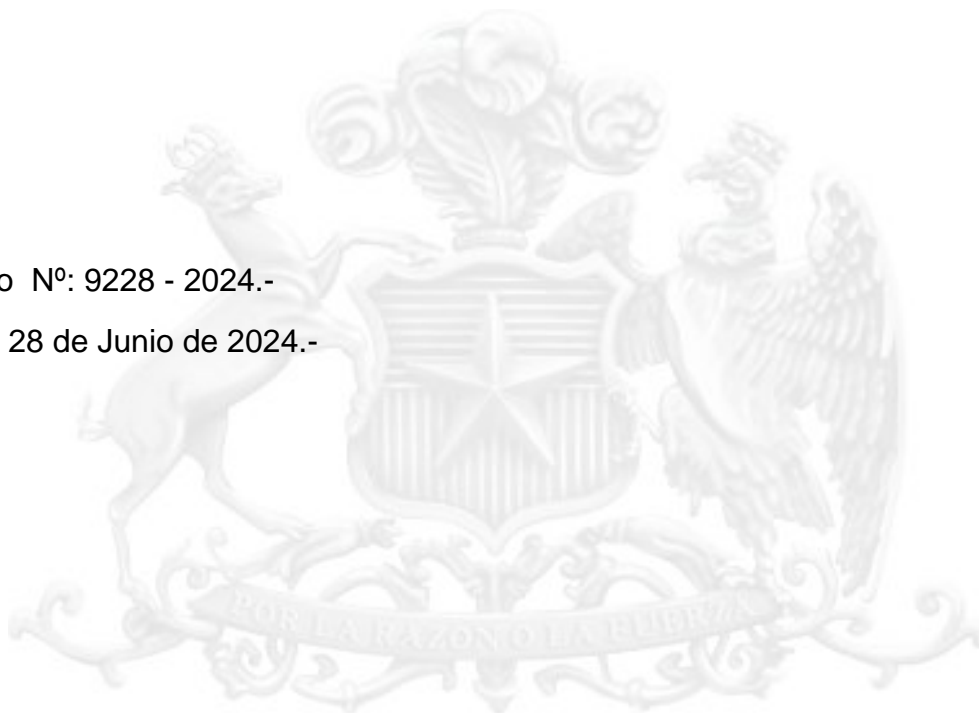 o Nº: 9228 - 2024.-
28 de Junio de 2024.-
POR LA RAZON O LA FUERZA